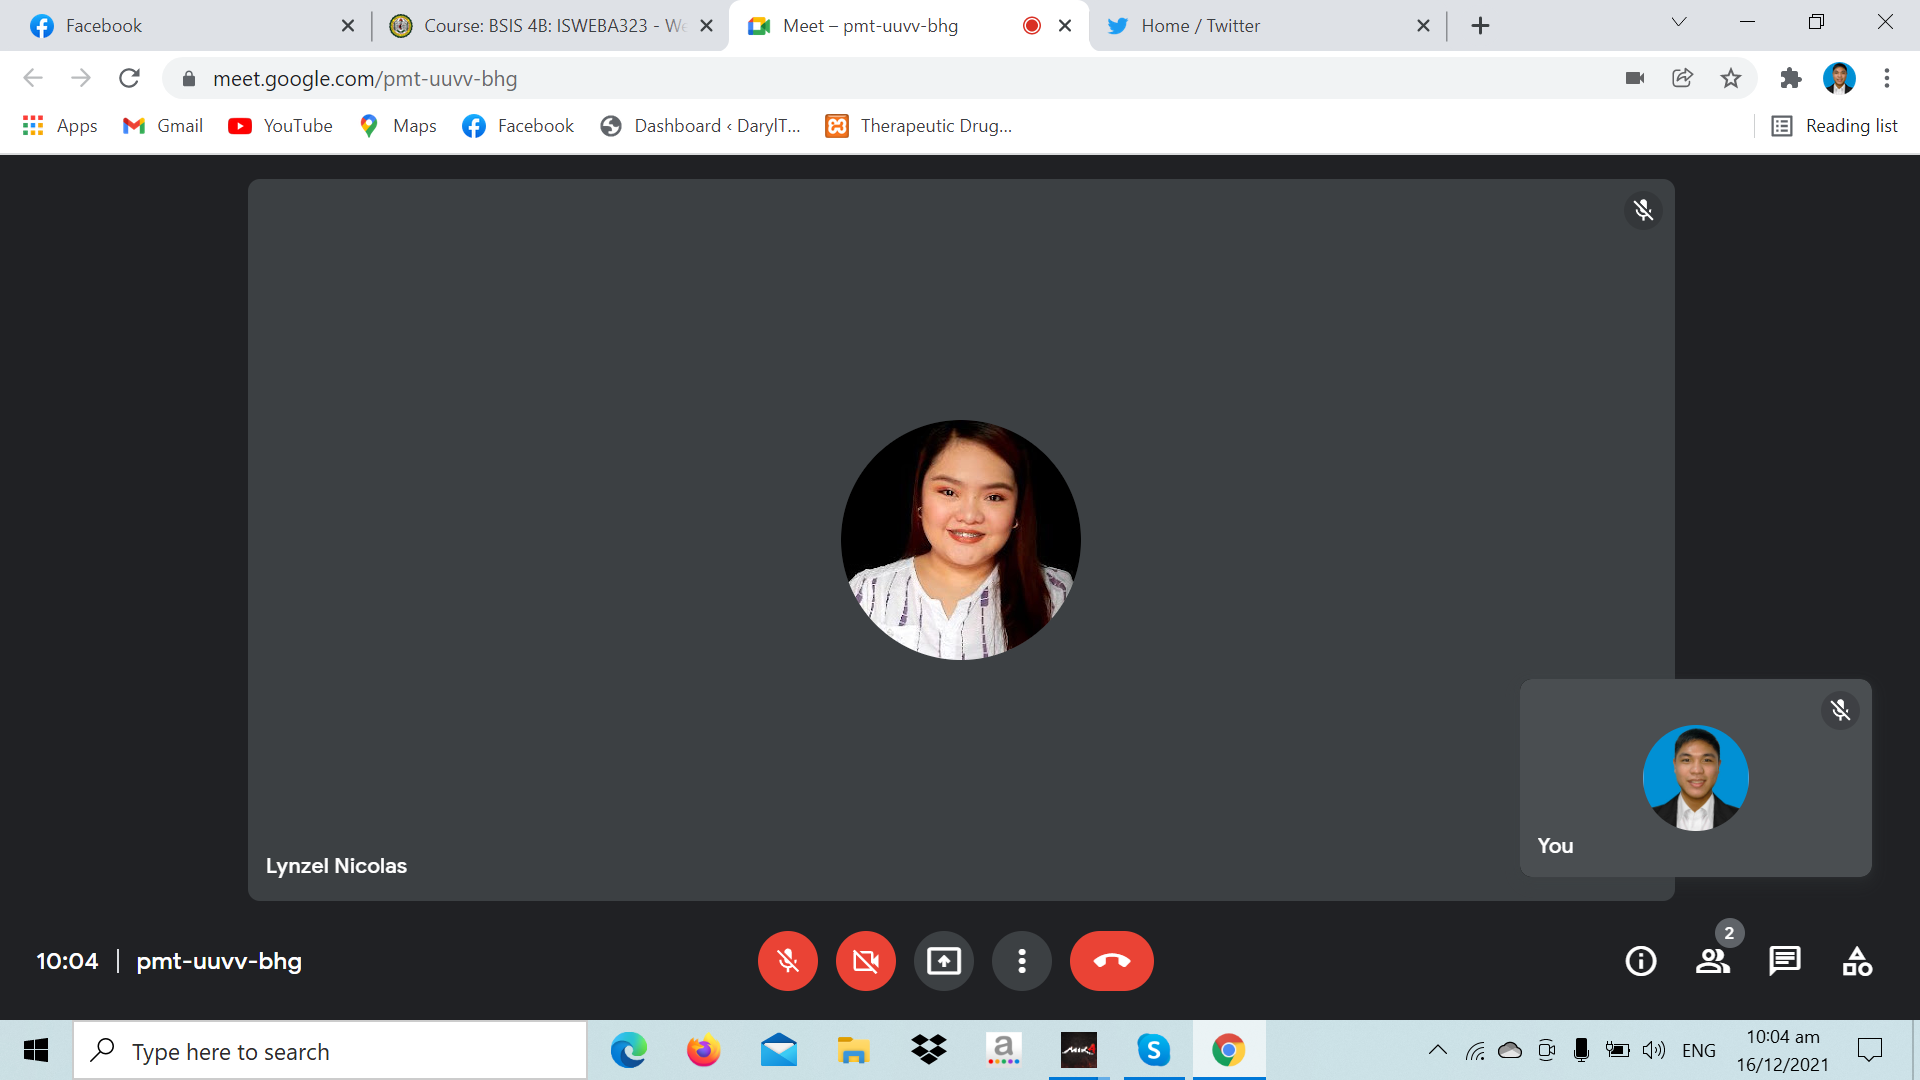 Facebook
Course: BSIS 4B: ISWEBA323 - We
Meet – pmt-uuvv-bhg
Home / Twitter
meet.google.com/pmt-uuvv-bhg
Apps
Gmail
YouTube
Maps
Facebook
Dashboard ‹ DarylT...
Therapeutic Drug...
Reading list
You
Lynzel Nicolas
10:04 | pmt-uuvv-bhg
2
Type here to search
a
MIR4
S
ENG
10:04 am
16/12/2021